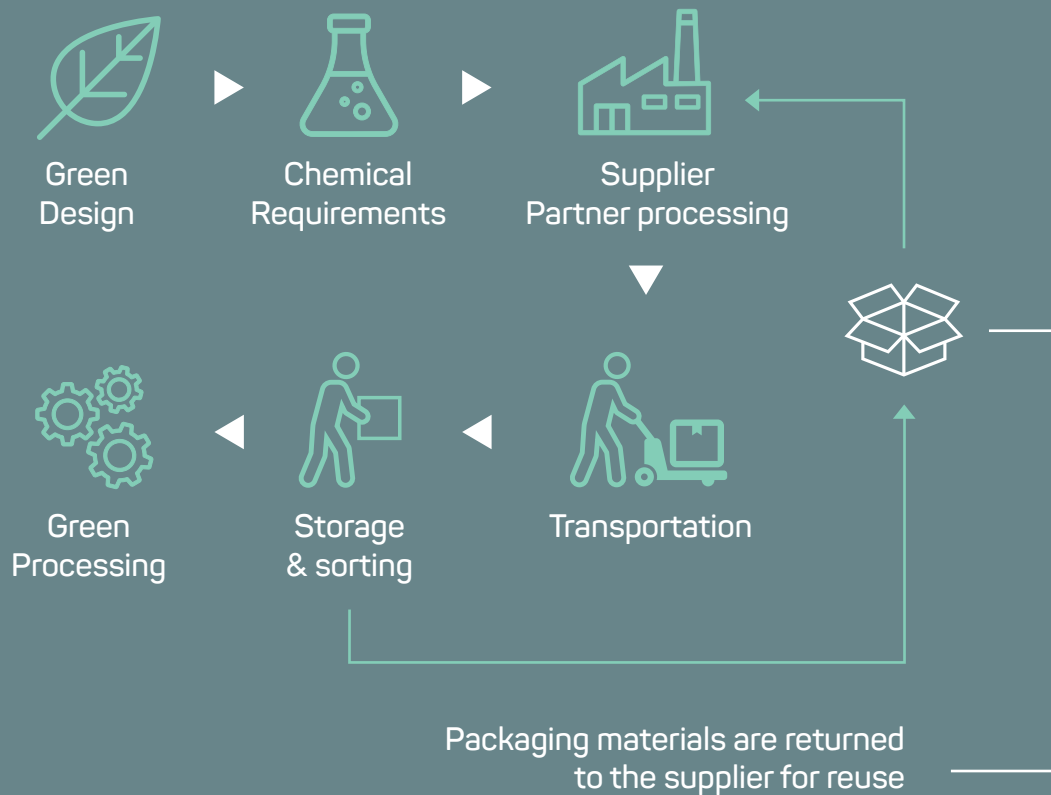 Green
Design
Chemical
Requirements
Supplier
Partner processing
Green
Processing
Storage
& sorting
Transportation
Packaging materials are returned
to the supplier for reuse